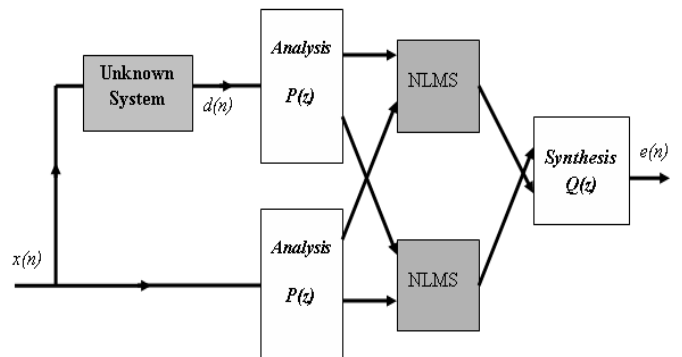 Unknown
System
d(n)
Analysis
P(z)
NLMS
Synthesis
Q(z)
e(n)
x(n)
Analysis
P(z)
NLMS